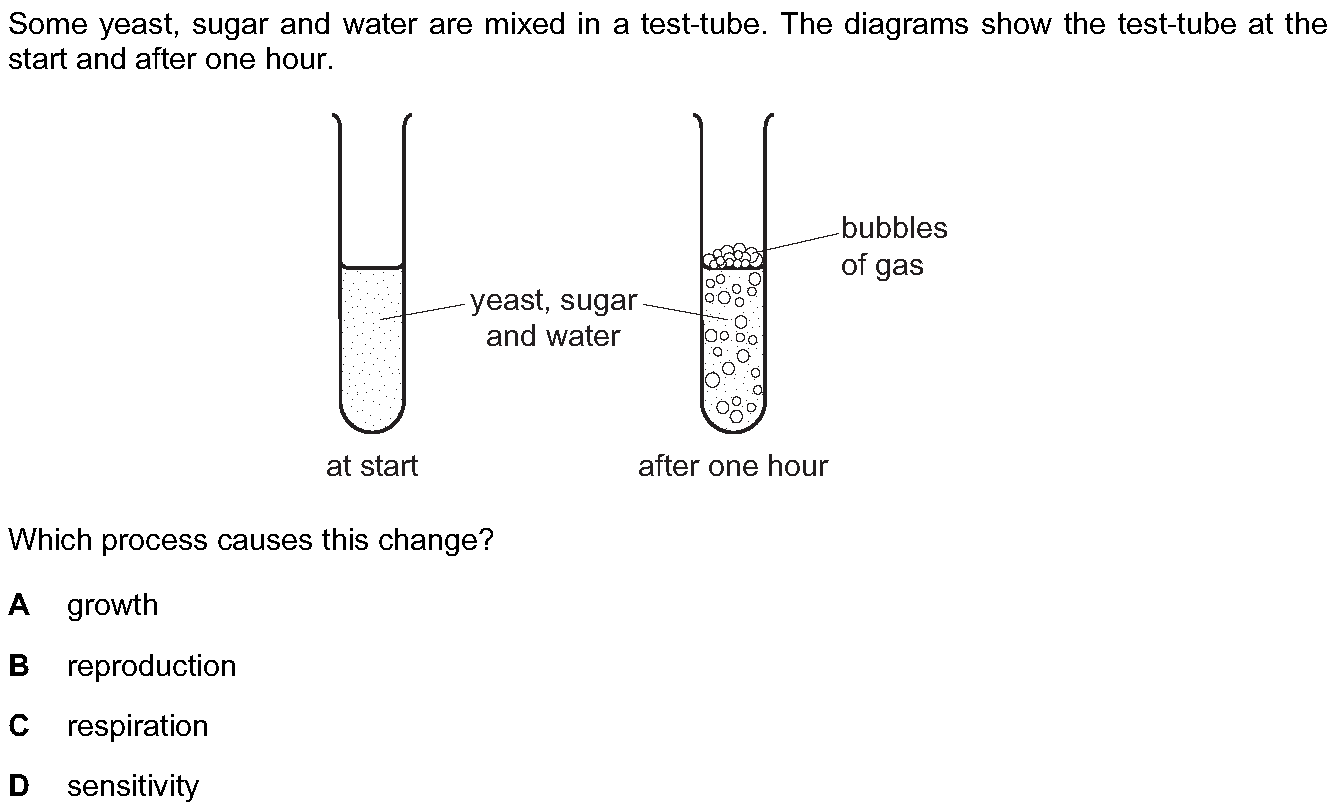 Some yeast, sugar and water are mixed in a test-tube. The diagrams show the test-tube at the
start and after one hour.
bubbles
of gas
yeast, sugar
and water
at start
after one hour
Which process causes this change?
A growth
B reproduction
C respiration
D sensitivity